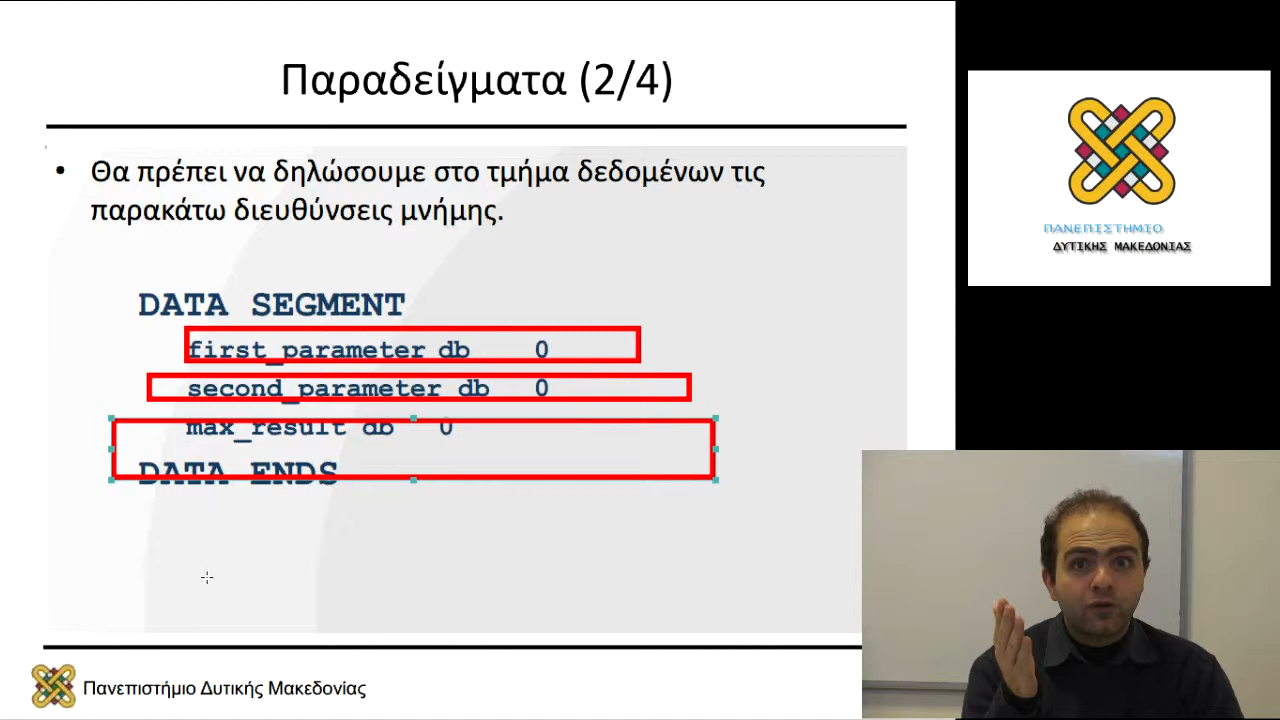 Παραδείγματα (2/4)
• Θα πρέπει να δηλώσουμε στο τμήμα δεδομένων τις
παρακάτω διευθύνσεις μνήμης.
DATA SEGMENT
first_parameter db 0
second_parameter db 0
max_result db 0
DATA ENDS
Πανεπιστήμιο Δυτικής Μακεδονίας
ΠΑΝΕΠΙΣΤΗΜΙΟ
ΔΥΤΙΚΗΣ ΜΑΚΕΔΟΝΙΑΣ